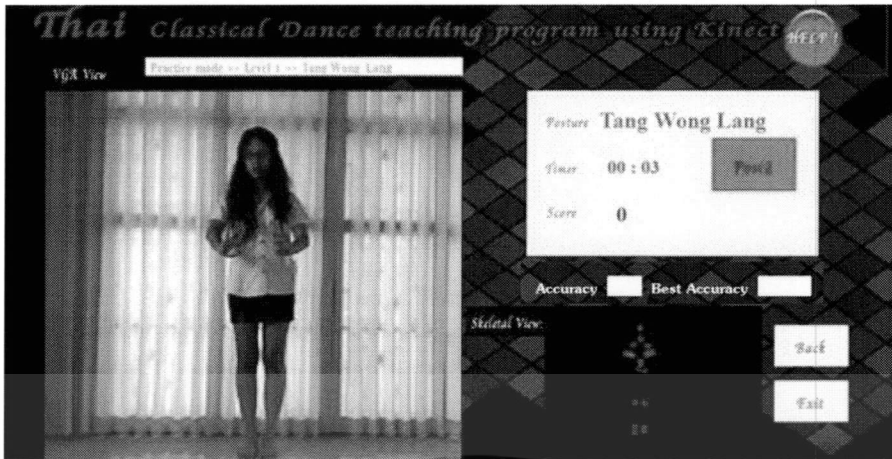 Thai Classical Dance teaching program using Kinect
HELP !
VGA View
Practice mode >> Level 1 >> Tang Wong Lang
Posture Tang Wong Lang
Timer 00 : 03
Score 0
Accuracy
Best Accuracy
Skeletal View:
Back
Exit